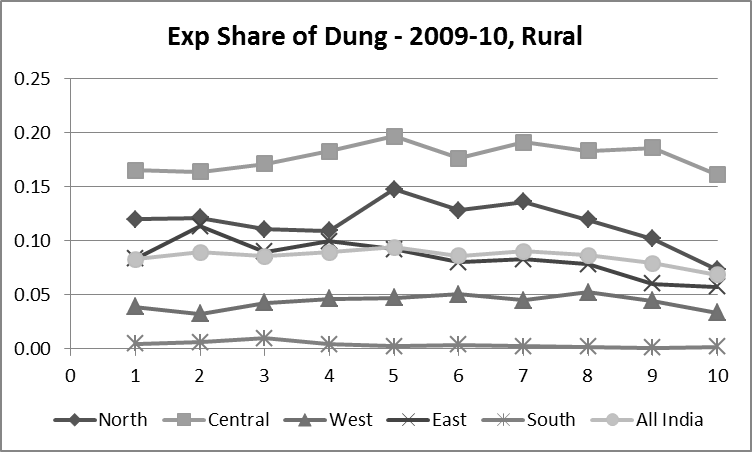 Exp Share of Dung - 2009-10, Rural
0.25
0.20
0.15
0.10
0.05
0.00
0 1 2 3 4 5 6 7 8 9 10
North Central West East South All India